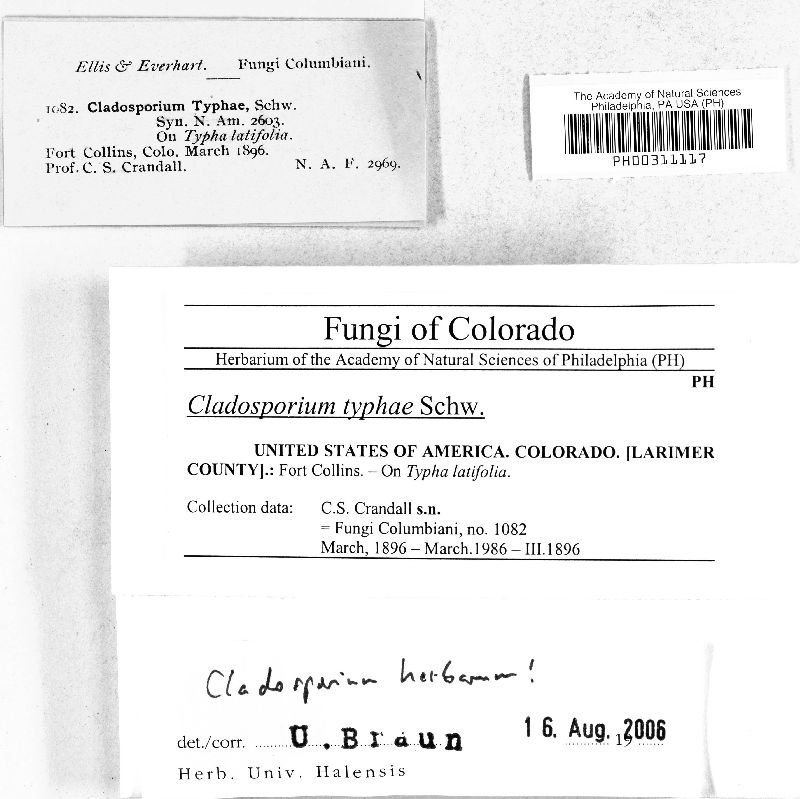 Ellis & Everhart. Fungi Columbiani.
1082. Cladosporium Typhae, Schw.
Syn. N. Am. 2603.
On Typha latifolia.
Fort Collins, Colo. March 1896.
Prof. C. S. Crandall. N. A. F. 2969.
The Academy of Natural Sciences
Philadelphia, PA USA (PH)
PH00311117
Fungi of Colorado
Herbarium of the Academy of Natural Sciences of Philadelphia (PH)
PH
Cladosporium typhae Schw.
UNITED STATES OF AMERICA. COLORADO. [LARIMER
COUNTY].: Fort Collins. – On Typha latifolia.
Collection data: C.S. Crandall s.n.
= Fungi Columbiani, no. 1082
March, 1896 – March.1986 – III.1896
Cladosporium herbarum!
det./corr. U. Braun 16. Aug. 2006
19
Herb. Univ. Halensis